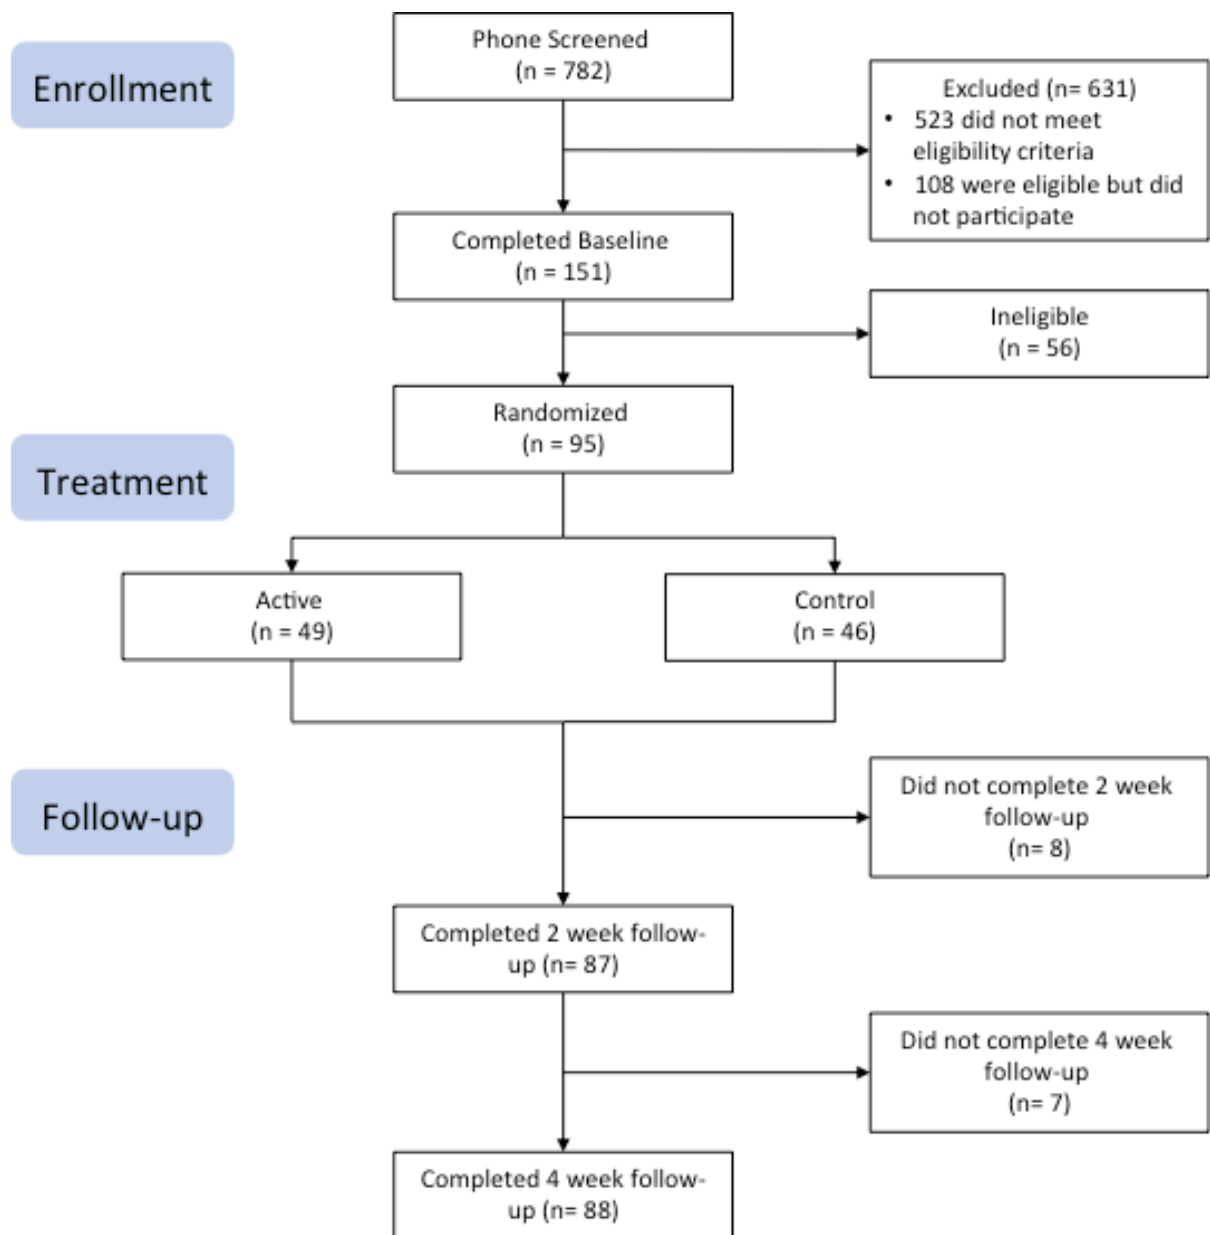 Enrollment
Phone Screened
(n = 782)
Excluded (n= 631)
• 523 did not meet
eligibility criteria
• 108 were eligible but did
not participate
Completed Baseline
(n = 151)
Ineligible
(n = 56)
Randomized
(n = 95)
Treatment
Active
(n = 49)
Control
(n = 46)
Follow-up
Did not complete 2 week
follow-up
(n= 8)
Completed 2 week follow-
up (n= 87)
Did not complete 4 week
follow-up
(n= 7)
Completed 4 week follow-
up (n= 88)